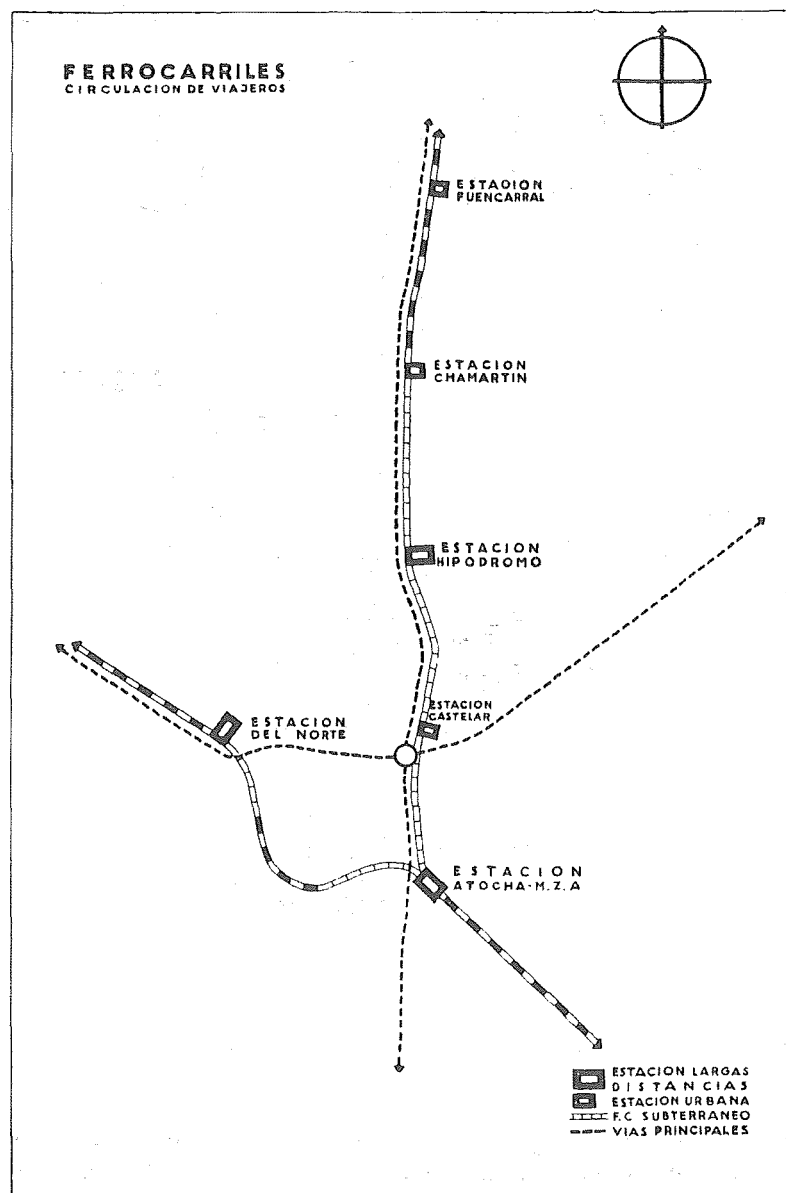 FERROCARRILES
CIRCULACION DE VIAJEROS
ESTACION
FUENCARRAL
ESTACION
CHAMARTIN
ESTACION
HIPODROMO
ESTACION
CASTELAR
ESTACION
DEL NORTE
ESTACION
ATOCHA-M.Z.A
ESTACION LARGAS
DISTANCIAS
ESTACION URBANA
F.C. SUBTERRANEO
VIAS PRINCIPALES